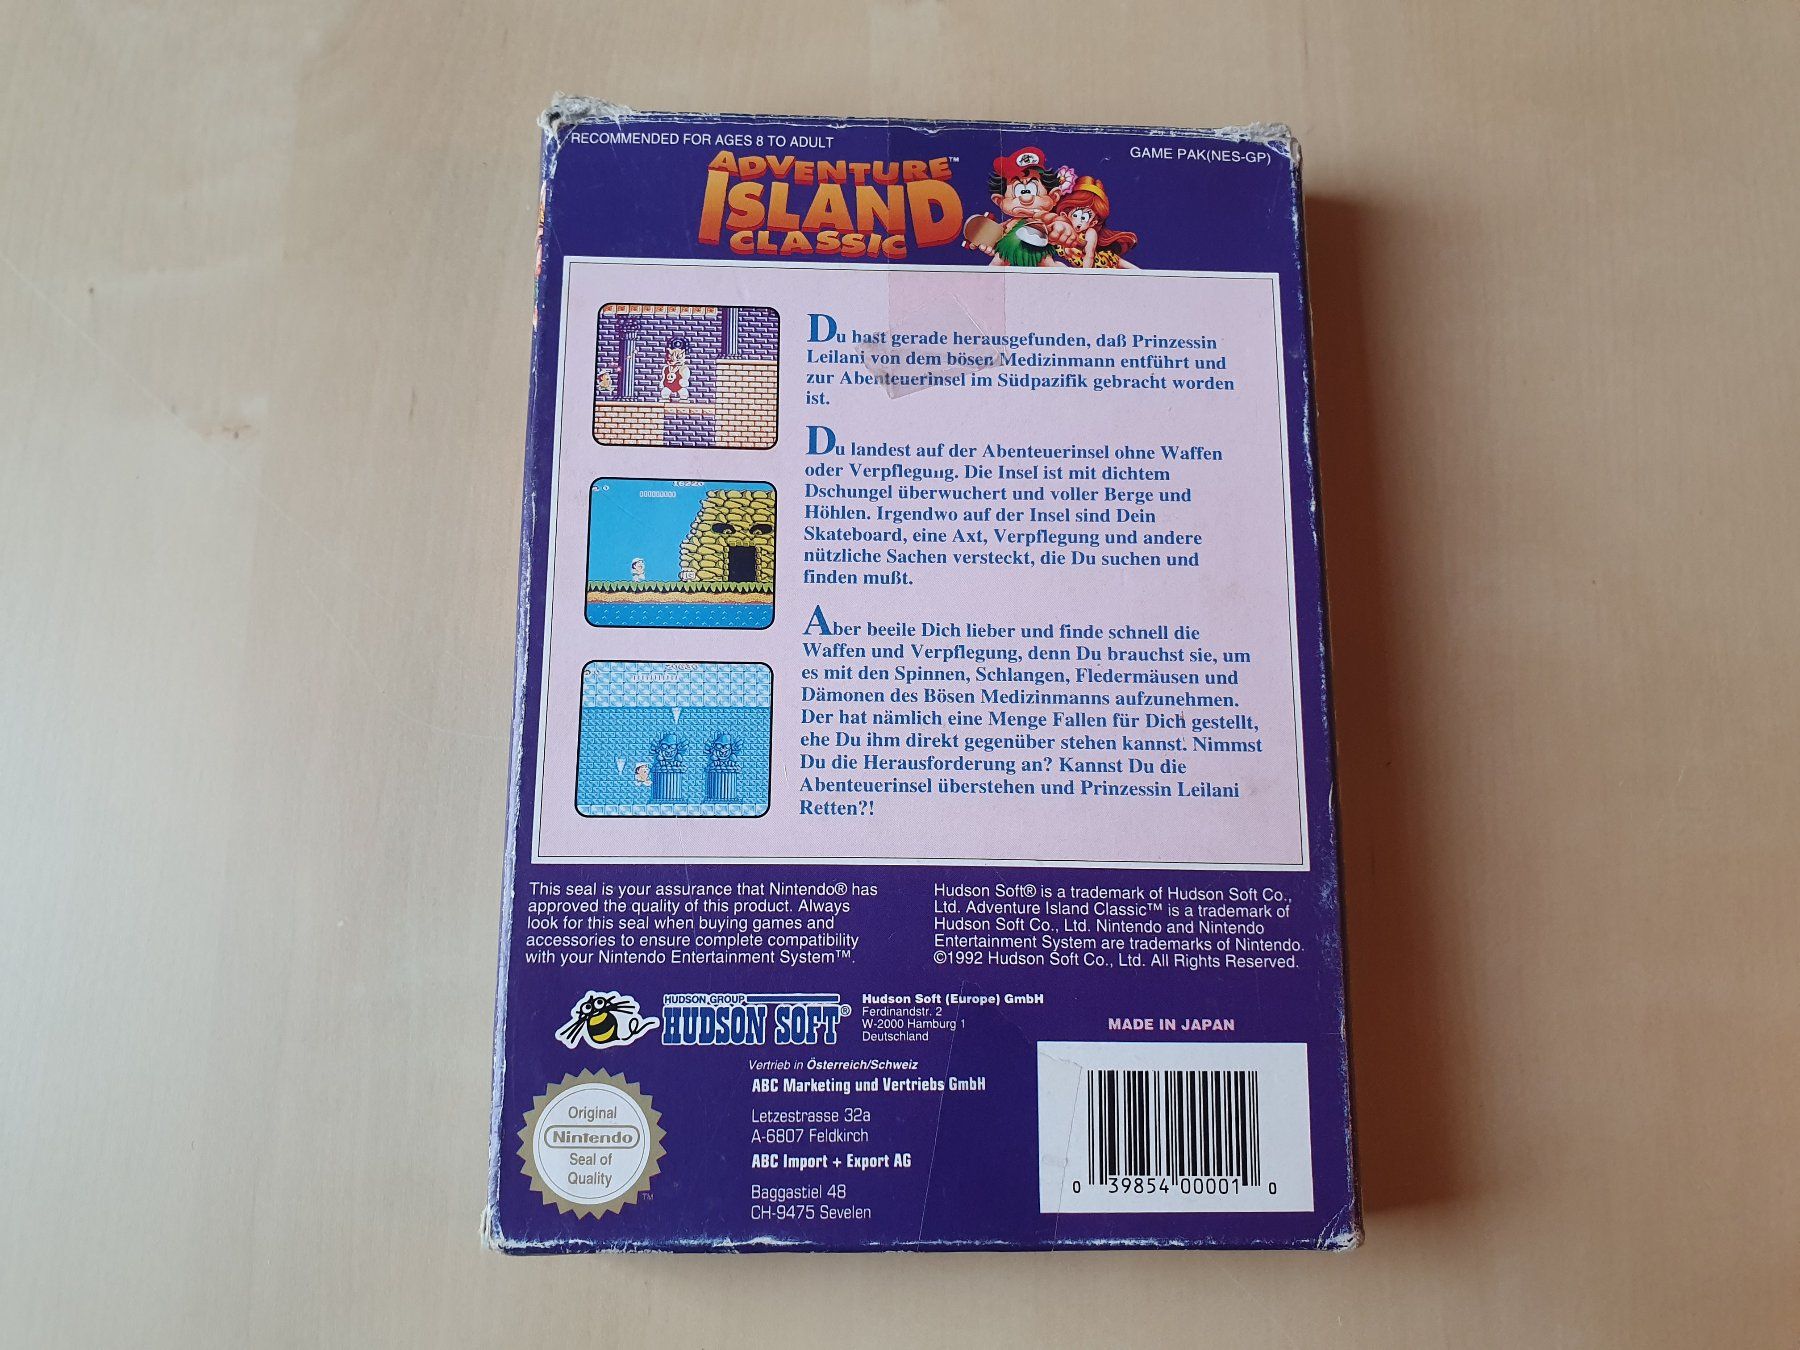 RECOMMENDED FOR AGES 8 TO ADULT
GAME PAK(NES-GP)
ADVENTURE™
ISLAND
CLASSIC
Du hast gerade herausgefunden, daß Prinzessin
Leilani von dem bösen Medizinmann entführt und
zur Abenteuerinsel im Südpazifik gebracht worden
ist.
16220
Du landest auf der Abenteuerinsel ohne Waffen
oder Verpflegung. Die Insel ist mit dichtem
Dschungel überwuchert und voller Berge und
Höhlen. Irgendwo auf der Insel sind Dein
Skateboard, eine Axt, Verpflegung und andere
nützliche Sachen versteckt, die Du suchen und
finden mußt.
Aber beeile Dich lieber und finde schnell die
Waffen und Verpflegung, denn Du brauchst sie, um
es mit den Spinnen, Schlangen, Fledermäusen und
Dämonen des Bösen Medizinmanns aufzunehmen.
Der hat nämlich eine Menge Fallen für Dich gestellt,
ehe Du ihm direkt gegenüber stehen kannst. Nimmst
Du die Herausforderung an? Kannst Du die
Abenteuerinsel überstehen und Prinzessin Leilani
Retten?!
This seal is your assurance that Nintendo® has
approved the quality of this product. Always
look for this seal when buying games and
accessories to ensure complete compatibility
with your Nintendo Entertainment System™.
Hudson Soft® is a trademark of Hudson Soft Co.,
Ltd. Adventure Island Classic™ is a trademark of
Hudson Soft Co., Ltd. Nintendo and Nintendo
Entertainment System are trademarks of Nintendo.
©1992 Hudson Soft Co., Ltd. All Rights Reserved.
HUDSON GROUP
HUDSON SOFT®
Hudson Soft (Europe) GmbH
Ferdinandstr. 2
W-2000 Hamburg 1
Deutschland
MADE IN JAPAN
Vertrieb in Österreich/Schweiz
ABC Marketing und Vertriebs GmbH
Letzestrasse 32a
A-6807 Feldkirch
ABC Import + Export AG
Baggastiel 48
CH-9475 Sevelen
Original
Nintendo
Seal of
Quality
TM
0 39854 00001 0